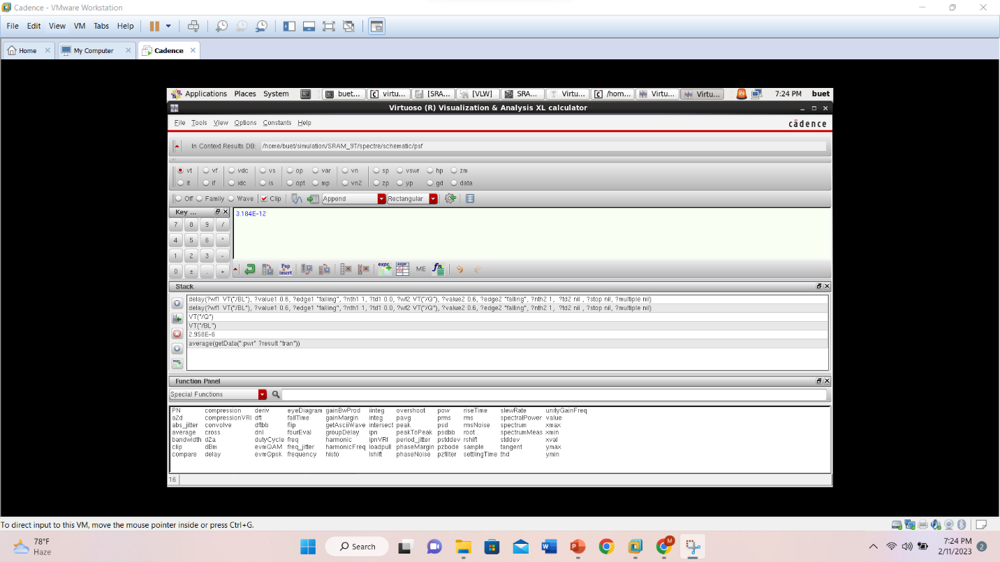 Cadence - VMware Workstation
File Edit View VM Tabs Help
Home My Computer Cadence
Applications Places System buet... virtu... [SRA... [VLW] SRA... Virtu... /hom... Virtu... Virtu... 7:24 PM buet
Virtuoso (R) Visualization & Analysis XL calculator
File Tools View Options Constants Help
cādence
In Context Results DB: /home/buet/simulation/SRAM_9T/spectre/schematic/psf
vt vf vdc vs op var vn sp vswr hp zm
it if idc is opt mp vn2 zp yp gd data
Off Family Wave Clip Append Rectangular
Key ...
3.184E-12
7 8 9 /
4 5 6 *
1 2 3 -
0 ± . +
Pop insert expr expr ME fn
Stack
delay(?wf1 VT("/BL"), ?value1 0.6, ?edge1 "falling", ?nth1 1, ?td1 0.0, ?wf2 VT("/Q"), ?value2 0.6, ?edge2 "falling", ?nth2 1, ?td2 nil , ?stop nil, ?multiple nil)
delay(?wf1 VT("/BL"), ?value1 0.6, ?edge1 "falling", ?nth1 1, ?td1 0.0, ?wf2 VT("/Q"), ?value2 0.6, ?edge2 "falling", ?nth2 1, ?td2 nil , ?stop nil, ?multiple nil)
VT("/Q")
VT("/BL")
2.958E-6
average(getData(":pwr" ?result "tran"))
expr
Function Panel
Special Functions
PN compression deriv eyeDiagram gainBwProd iinteg overshoot pow riseTime slewRate unityGainFreq
a2d compressionVRI dft fallTime gainMargin integ pavg prms rms spectralPower value
abs_jitter convolve dftbb flip getAsciiWave intersect peak psd rmsNoise spectrum xmax
average cross dnl fourEval groupDelay ipn peakToPeak psdbb root spectrumMeas xmin
bandwidth d2a dutyCycle freq harmonic ipnVRI period_jitter pstddev rshift stddev xval
clip dBm evmQAM freq_jitter harmonicFreq loadpull phaseMargin pzbode sample tangent ymax
compare delay evmQpsk frequency histo lshift phaseNoise pzfilter settlingTime thd ymin
16
To direct input to this VM, move the mouse pointer inside or press Ctrl+G.
78°F
Haze
Search
M
7:24 PM
2/11/2023
2